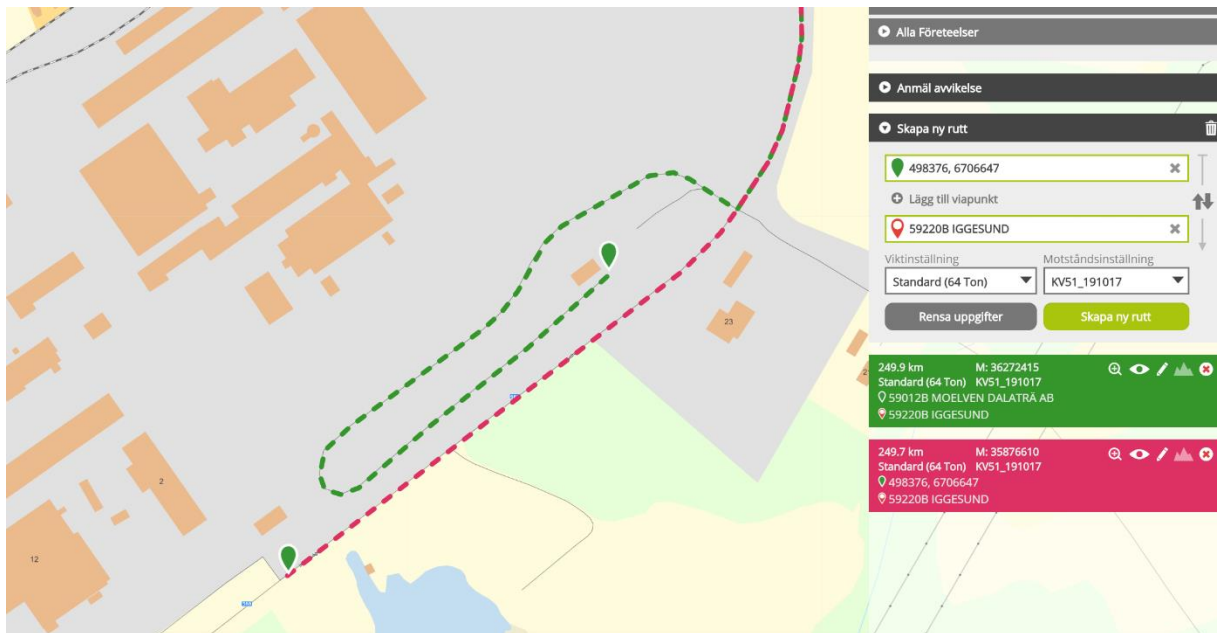 Alla Företeelser
Anmäl avvikelse
Skapa ny rutt
498376, 6706647
Lägg till viapunkt
59220B IGGESUND
Viktinställning Motståndsinställning
Standard (64 Ton) KV51_191017
Rensa uppgifter Skapa ny rutt
249.9 km M: 36272415
Standard (64 Ton) KV51_191017
59012B MOELVEN DALATRÄ AB
59220B IGGESUND
249.7 km M: 35876610
Standard (64 Ton) KV51_191017
498376, 6706647
59220B IGGESUND
23
2
2
12